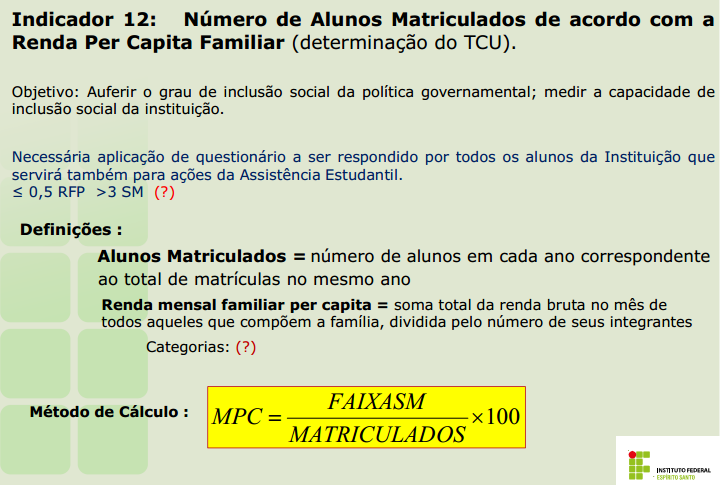 Indicador 12: Número de Alunos Matriculados de acordo com a
Renda Per Capita Familiar (determinação do TCU).
Objetivo: Auferir o grau de inclusão social da política governamental; medir a capacidade de
inclusão social da instituição.
Necessária aplicação de questionário a ser respondido por todos os alunos da Instituição que
servirá também para ações da Assistência Estudantil.
≤ 0,5 RFP >3 SM (?)
Definições :
Alunos Matriculados = número de alunos em cada ano correspondente
ao total de matrículas no mesmo ano
Renda mensal familiar per capita = soma total da renda bruta no mês de
todos aqueles que compõem a família, dividida pelo número de seus integrantes
Categorias: (?)
Método de Cálculo :
MPC = FAIXASM / MATRICULADOS ×100
INSTITUTO FEDERAL
ESPÍRITO SANTO